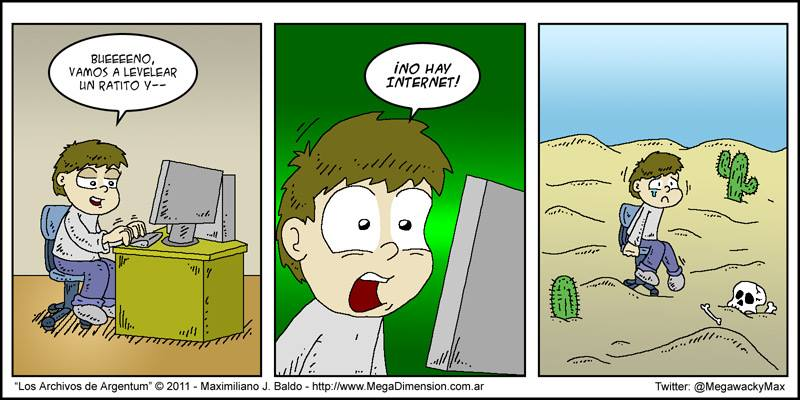 BUEEEENO,
VAMOS A LEVELEAR
UN RATITO Y--
¡NO HAY
INTERNET!
"Los Archivos de Argentum" © 2011 - Maximiliano J. Baldo - http://www.MegaDimension.com.ar
Twitter: @MegawackyMax